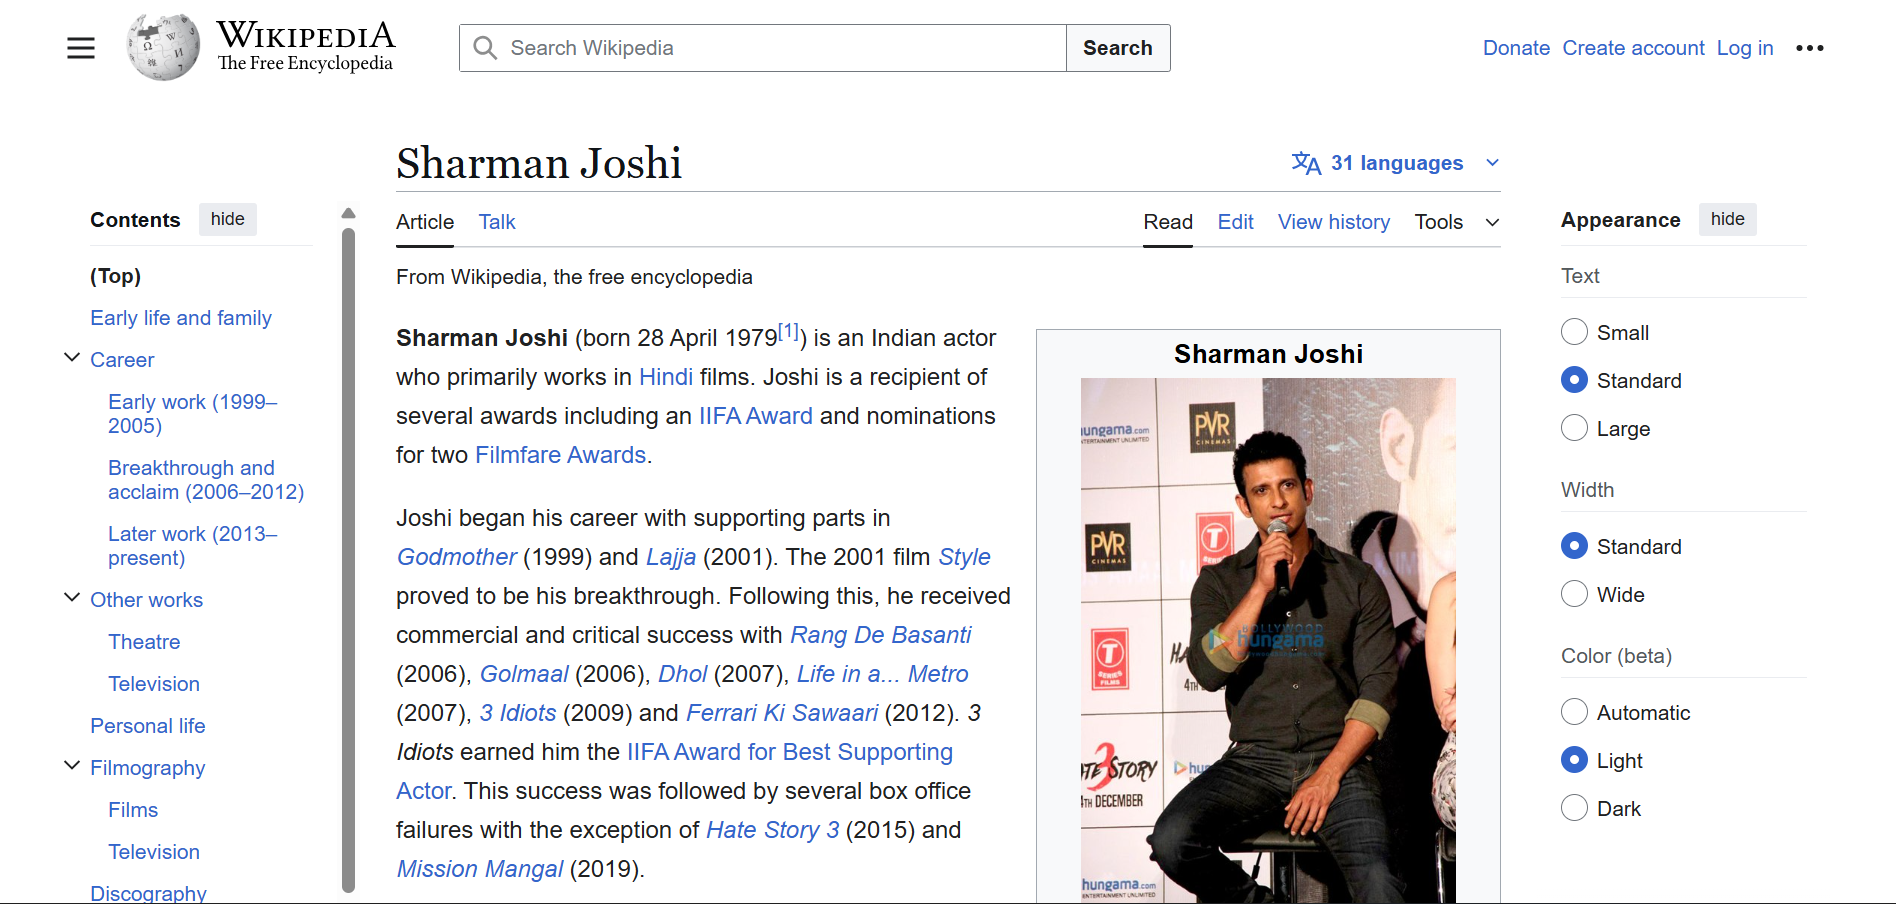 WIKIPEDIA
The Free Encyclopedia
Search Wikipedia
Search
Donate Create account Log in
Sharman Joshi
31 languages
Contents hide
(Top)
Early life and family
Career
Early work (1999–
2005)
Breakthrough and
acclaim (2006–2012)
Later work (2013–
present)
Other works
Theatre
Television
Personal life
Filmography
Films
Television
Discography
Article Talk
Read Edit View history Tools
From Wikipedia, the free encyclopedia
Sharman Joshi (born 28 April 1979[1]) is an Indian actor
who primarily works in Hindi films. Joshi is a recipient of
several awards including an IIFA Award and nominations
for two Filmfare Awards.
Joshi began his career with supporting parts in
Godmother (1999) and Lajja (2001). The 2001 film Style
proved to be his breakthrough. Following this, he received
commercial and critical success with Rang De Basanti
(2006), Golmaal (2006), Dhol (2007), Life in a... Metro
(2007), 3 Idiots (2009) and Ferrari Ki Sawaari (2012). 3
Idiots earned him the IIFA Award for Best Supporting
Actor. This success was followed by several box office
failures with the exception of Hate Story 3 (2015) and
Mission Mangal (2019).
Sharman Joshi
PVR
CINEMAS
PVR
CINEMAS
T
T
SERIES
FILMS
BOLLYWOOD
hungama
3
STORY
4TH DECEMBER
hungama.com
ENTERTAINMENT UNLIMITED
Appearance hide
Text
Small
Standard
Large
Width
Standard
Wide
Color (beta)
Automatic
Light
Dark